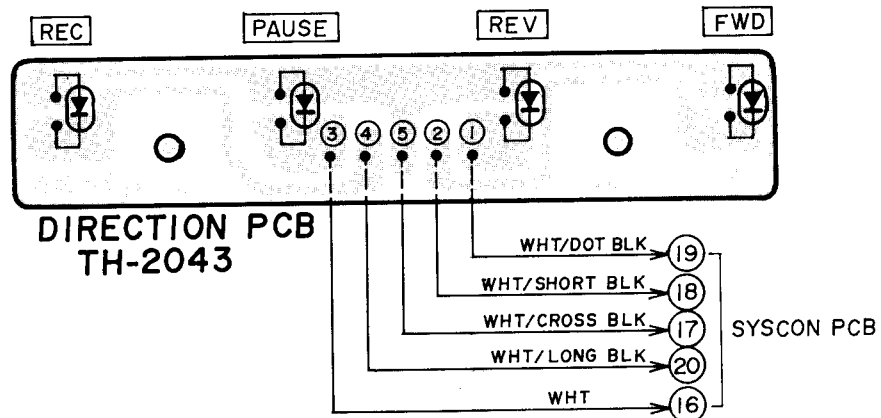 REC PAUSE REV FWD
3 4 5 2 1
DIRECTION PCB
TH-2043
WHT/DOT BLK 19
WHT/SHORT BLK 18
WHT/CROSS BLK 17
SYSCON PCB
WHT/LONG BLK 20
WHT 16